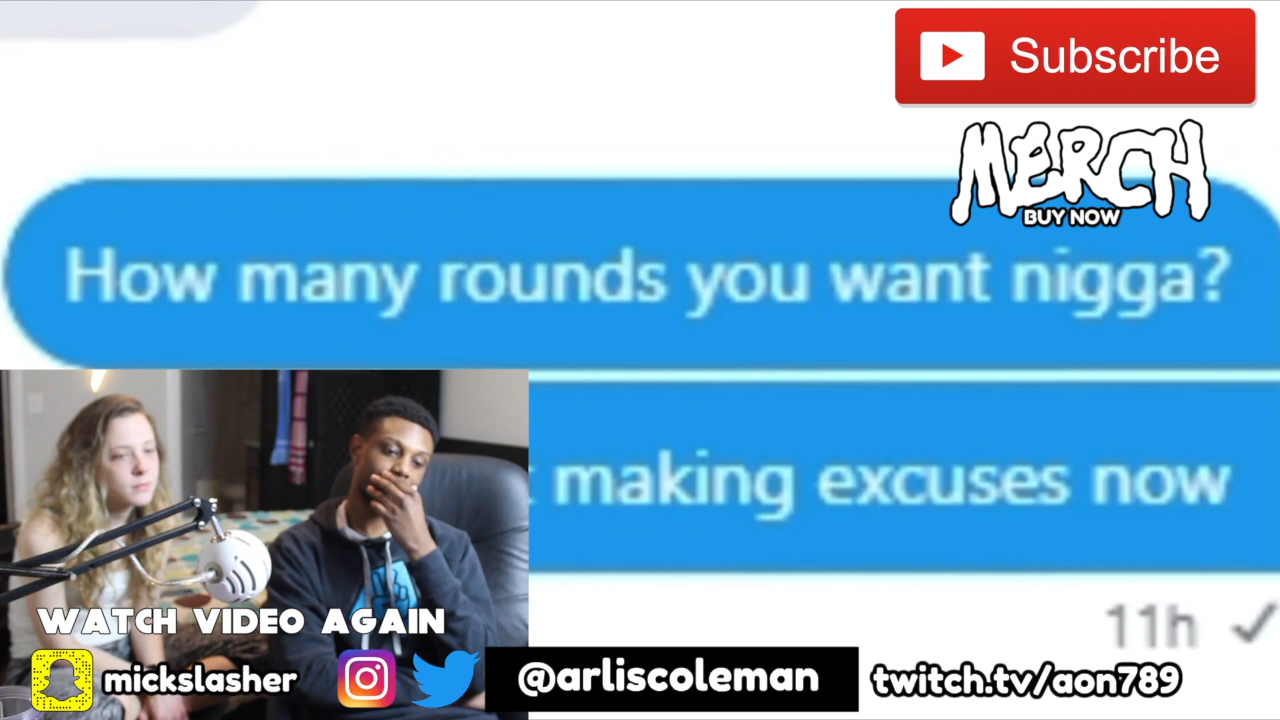 Subscribe
MERCH
BUY NOW
How many rounds you want nigga?
making excuses now
11h
WATCH VIDEO AGAIN
mickslasher
@arliscoleman
twitch.tv/aon789